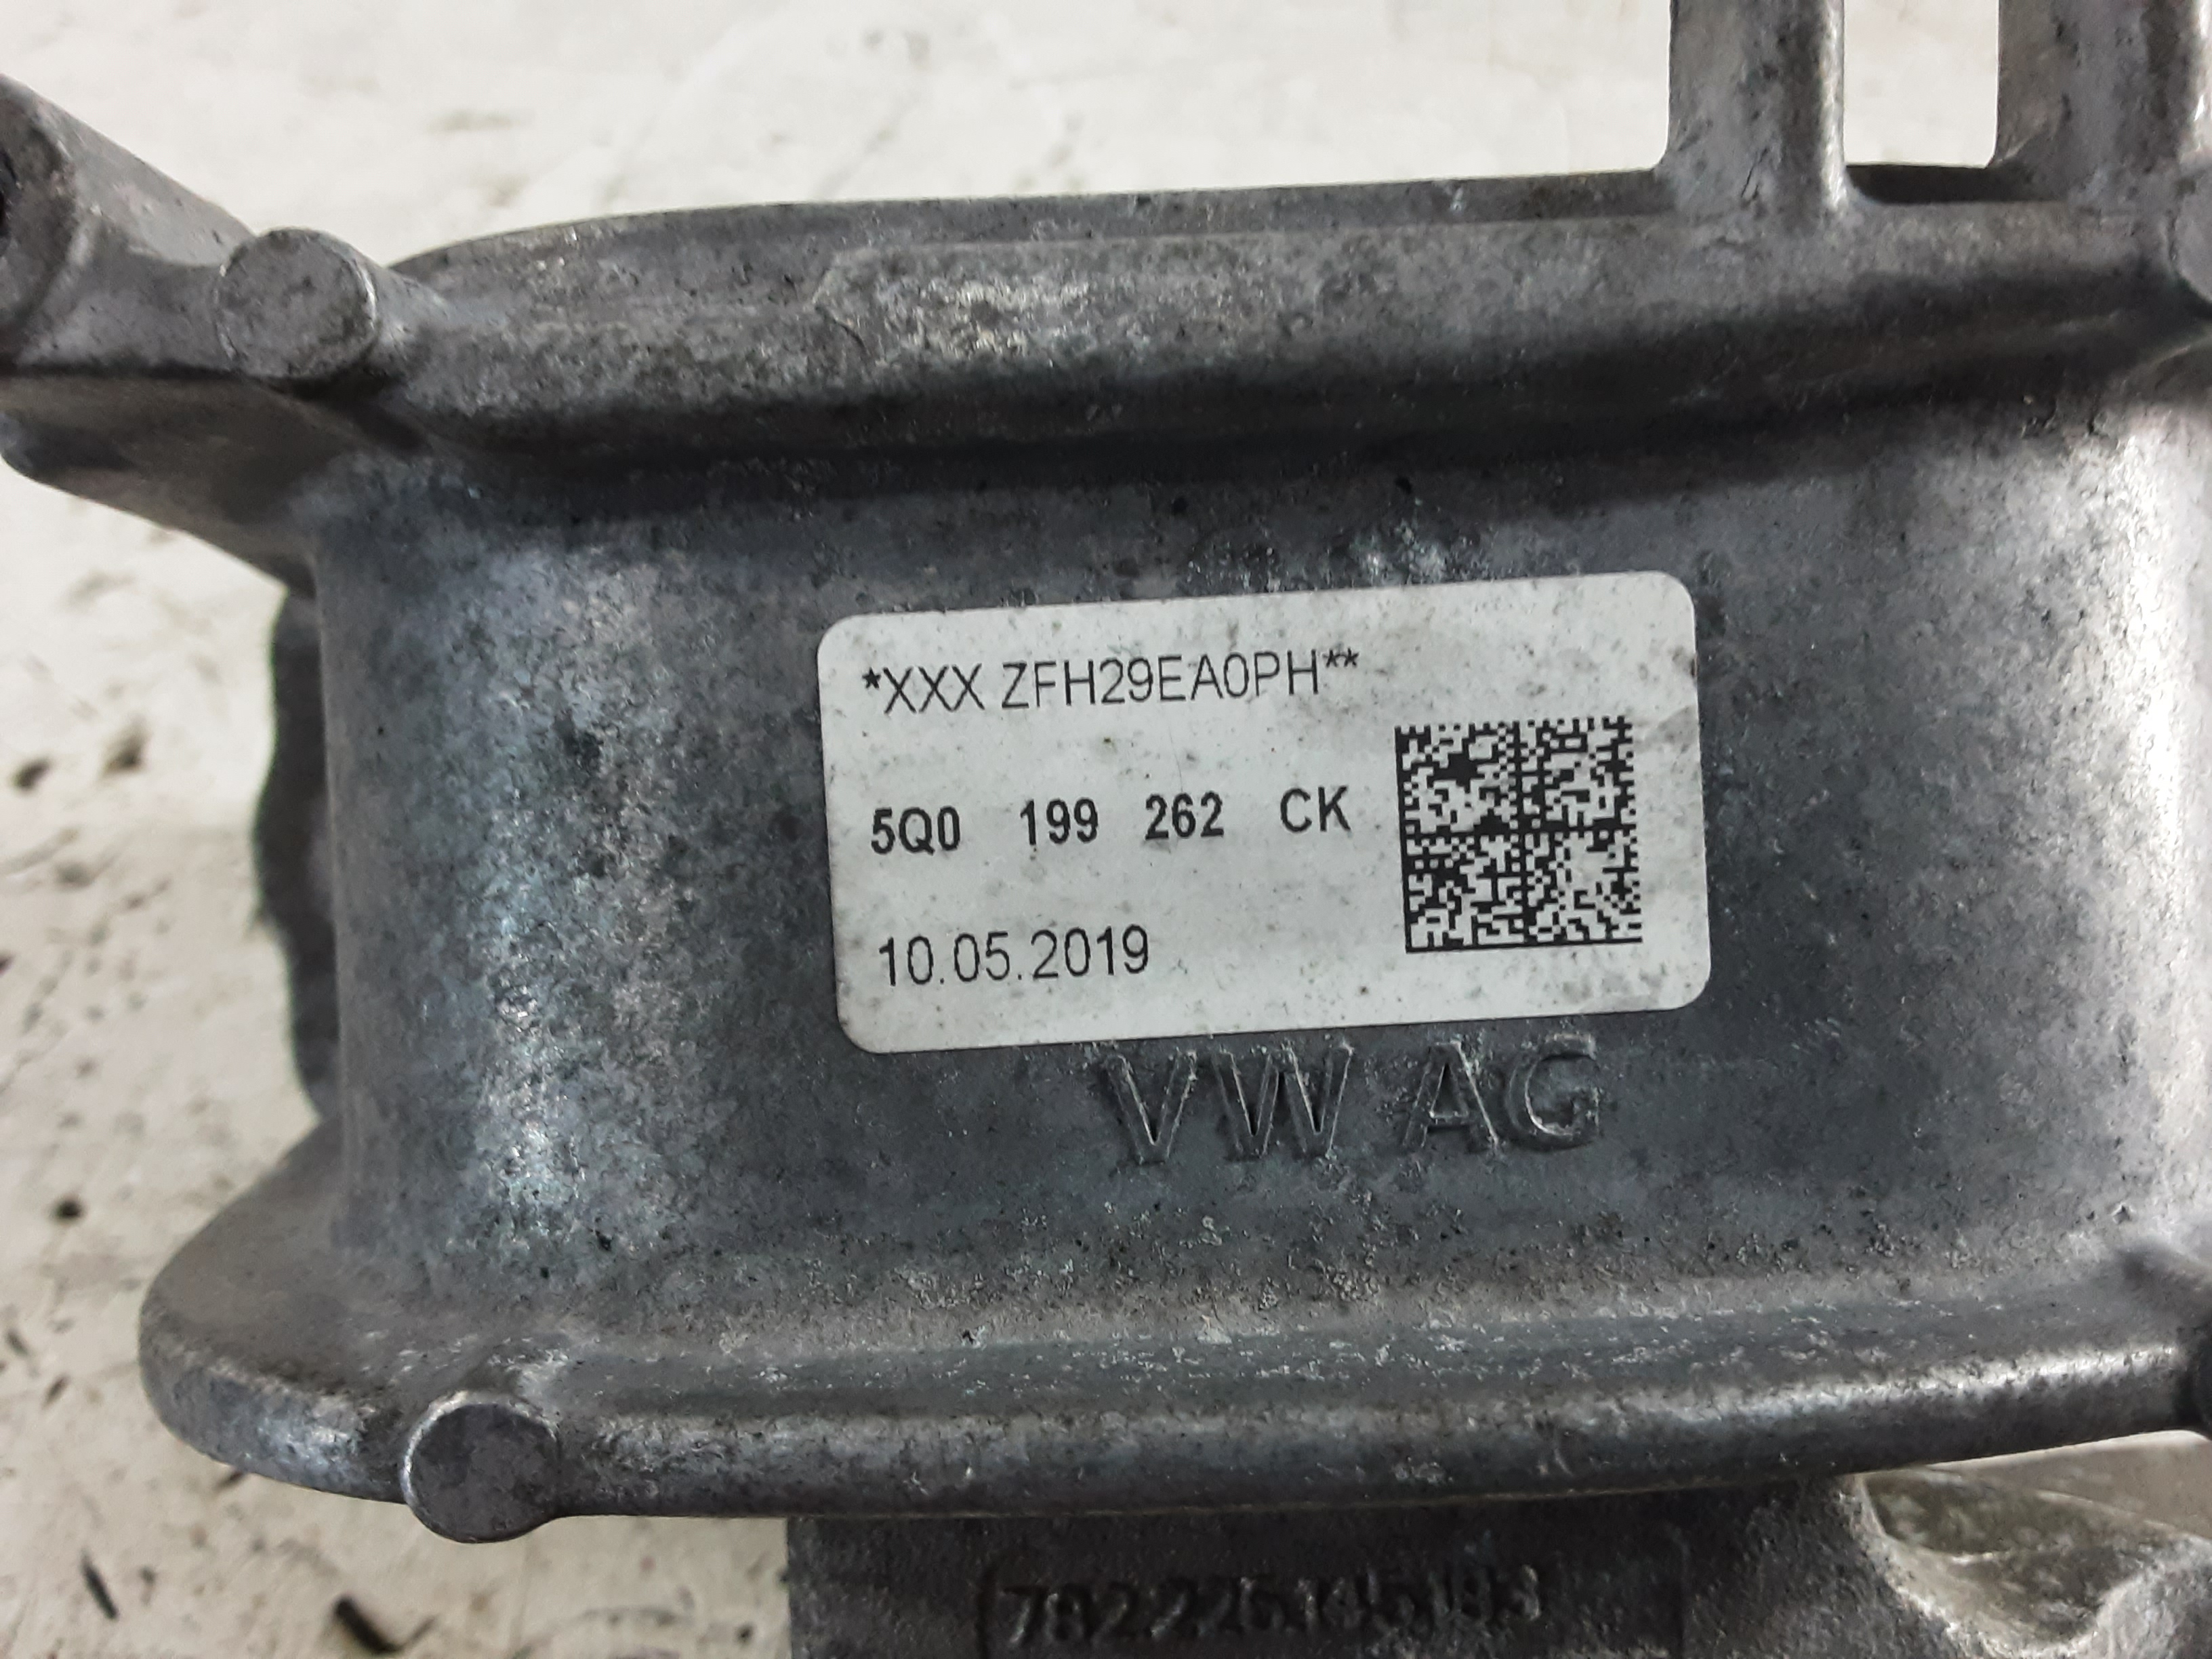 *XXX ZFH29EA0PH**
5Q0 199 262 CK
10.05.2019
VW AG